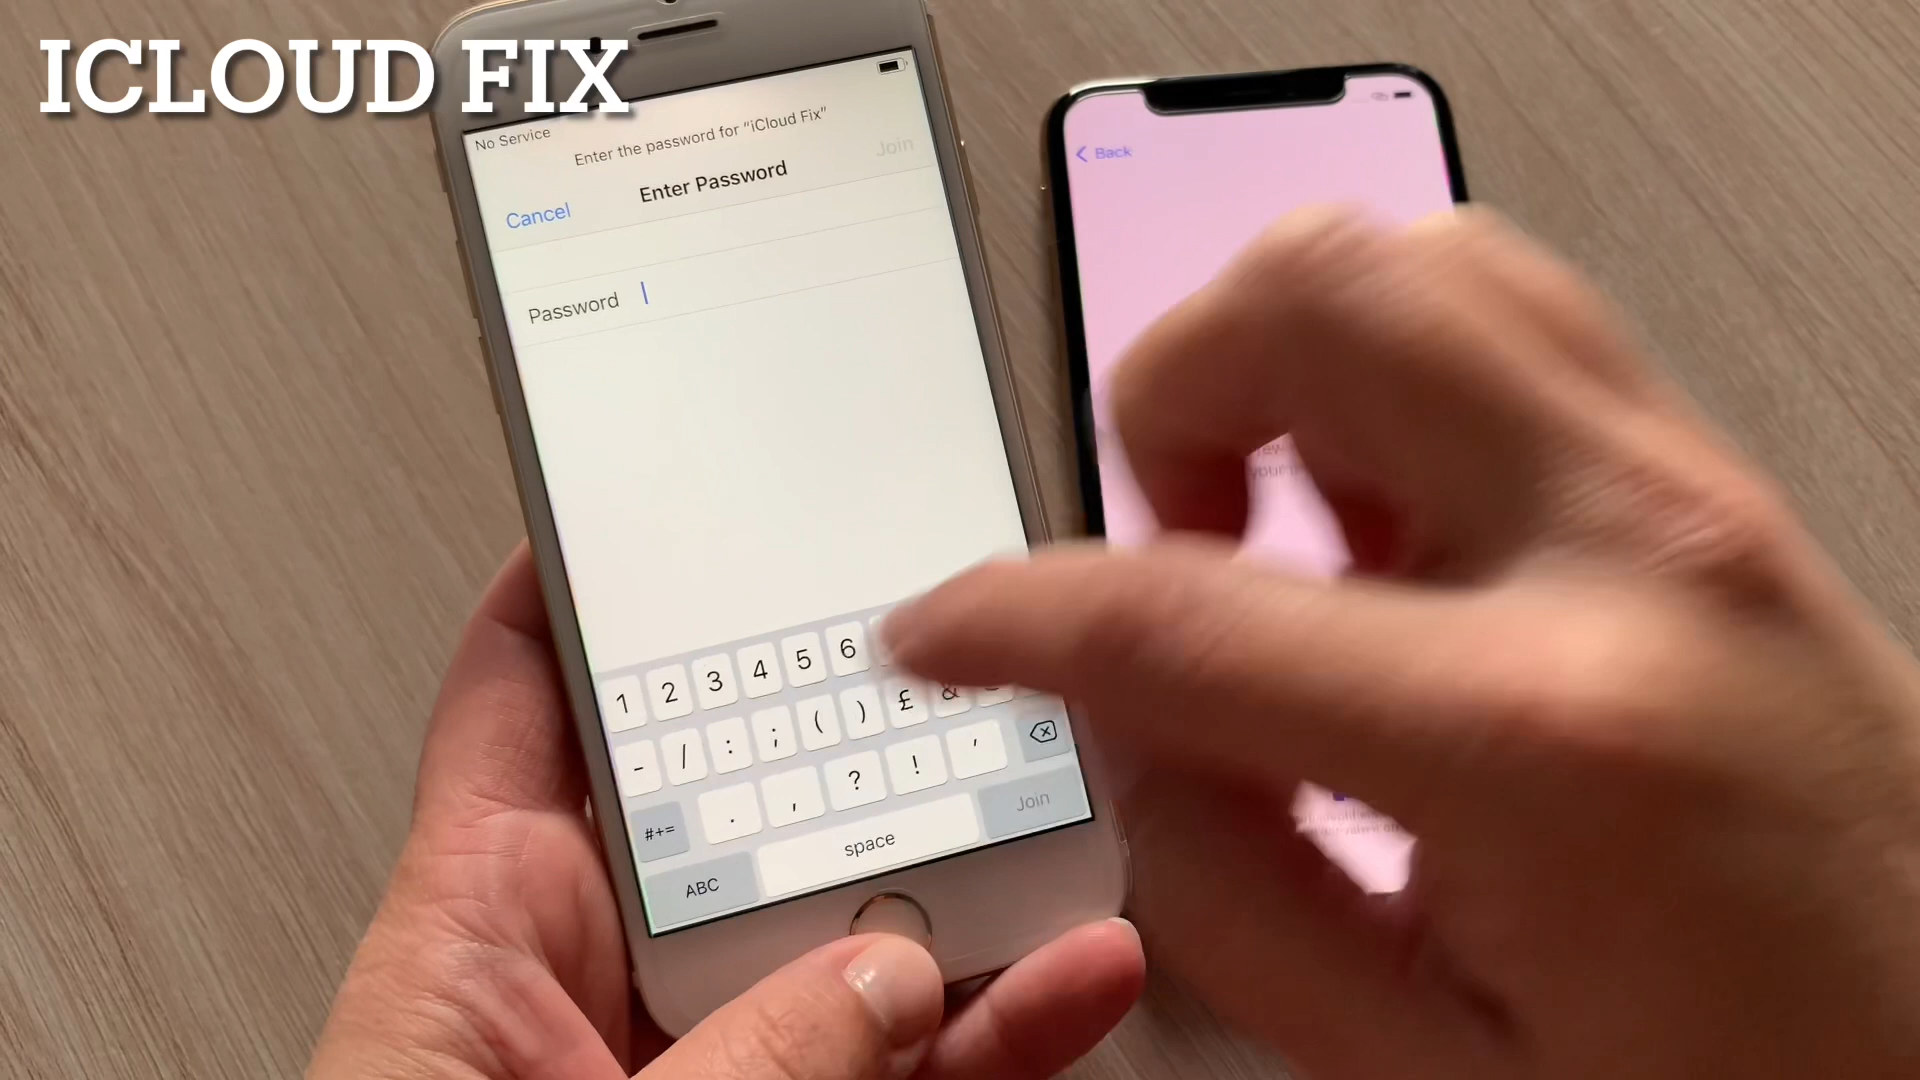 ICLOUD FIX
No Service
Enter the password for “iCloud Fix”
Cancel
Enter Password
Join
Password
1 2 3 4 5 6
- / : ; ( ) £ &
#+= . , ? ! '
ABC space Join
Back
your